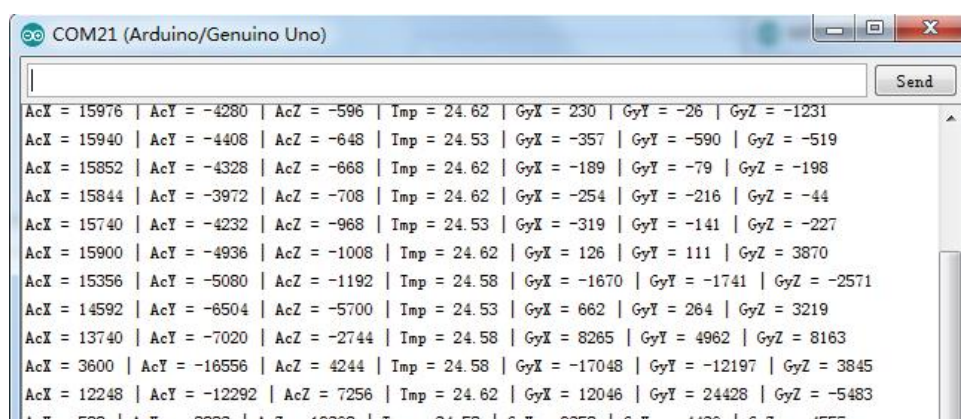 COM21 (Arduino/Genuino Uno)
Send
AcX = 15976 | AcY = -4280 | AcZ = -596 | Tmp = 24.62 | GyX = 230 | GyY = -26 | GyZ = -1231
AcX = 15940 | AcY = -4408 | AcZ = -648 | Tmp = 24.53 | GyX = -357 | GyY = -590 | GyZ = -519
AcX = 15852 | AcY = -4328 | AcZ = -668 | Tmp = 24.62 | GyX = -189 | GyY = -79 | GyZ = -198
AcX = 15844 | AcY = -3972 | AcZ = -708 | Tmp = 24.62 | GyX = -254 | GyY = -216 | GyZ = -44
AcX = 15740 | AcY = -4232 | AcZ = -968 | Tmp = 24.53 | GyX = -319 | GyY = -141 | GyZ = -227
AcX = 15900 | AcY = -4936 | AcZ = -1008 | Tmp = 24.62 | GyX = 126 | GyY = 111 | GyZ = 3870
AcX = 15356 | AcY = -5080 | AcZ = -1192 | Tmp = 24.58 | GyX = -1670 | GyY = -1741 | GyZ = -2571
AcX = 14592 | AcY = -6504 | AcZ = -5700 | Tmp = 24.53 | GyX = 662 | GyY = 264 | GyZ = 3219
AcX = 13740 | AcY = -7020 | AcZ = -2744 | Tmp = 24.58 | GyX = 8265 | GyY = 4962 | GyZ = 8163
AcX = 3600 | AcY = -16556 | AcZ = 4244 | Tmp = 24.58 | GyX = -17048 | GyY = -12197 | GyZ = 3845
AcX = 12248 | AcY = -12292 | AcZ = 7256 | Tmp = 24.62 | GyX = 12046 | GyY = 24428 | GyZ = -5483